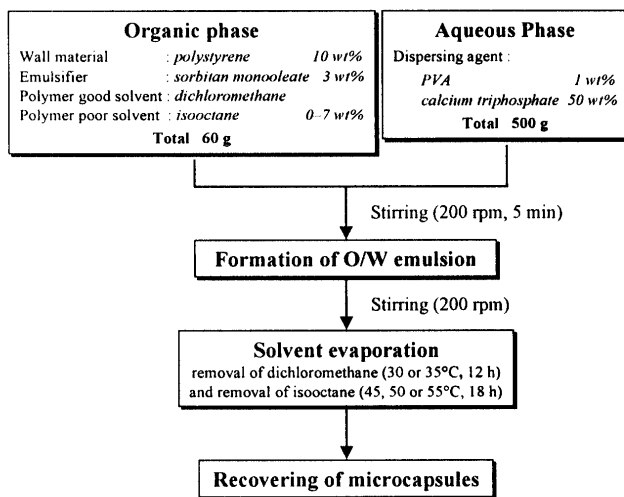 Organic phase
Wall material : polystyrene 10 wt%
Emulsifier : sorbitan monooleate 3 wt%
Polymer good solvent : dichloromethane
Polymer poor solvent : isooctane 0–7 wt%
Total 60 g
Aqueous Phase
Dispersing agent :
PVA 1 wt%
calcium triphosphate 50 wt%
Total 500 g
Stirring (200 rpm, 5 min)
Formation of O/W emulsion
Stirring (200 rpm)
Solvent evaporation
removal of dichloromethane (30 or 35°C, 12 h)
and removal of isooctane (45, 50 or 55°C, 18 h)
Recovering of microcapsules